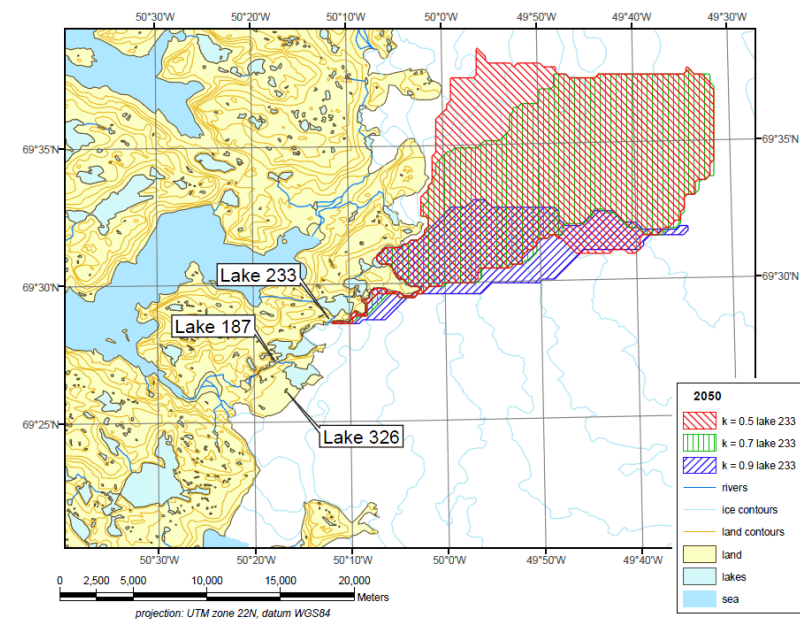 50°30'W 50°20'W 50°10'W 50°0'W 49°50'W 49°40'W 49°30'W
69°35'N 69°35'N
69°30'N 69°30'N
Lake 233
Lake 187
69°25'N
Lake 326
2050
k = 0.5 lake 233
k = 0.7 lake 233
k = 0.9 lake 233
rivers
ice contours
land contours
land
lakes
sea
50°30'W 50°20'W 50°10'W 50°0'W 49°50'W 49°40'W
0 2,500 5,000 10,000 15,000 20,000
Meters
projection: UTM zone 22N, datum WGS84